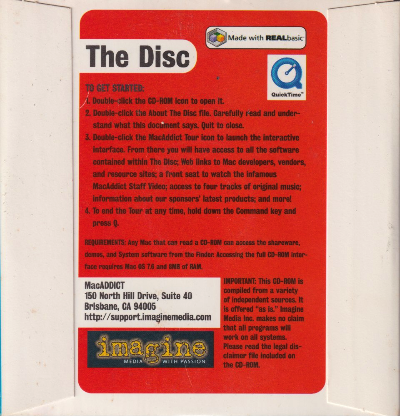 Made with REALbasic
The Disc
QuickTime™
TO GET STARTED:
1. Double-click the CD-ROM icon to open it.
2. Double-click the About The Disc file. Carefully read and under-
stand what this document says. Quit to close.
3. Double-click the MacAddict Tour icon to launch the interactive
interface. From there you will have access to all the software
contained within The Disc; Web links to Mac developers, vendors,
and resource sites; a front seat to watch the infamous
MacAddict Staff Video; access to four tracks of original music;
information about our sponsors' latest products; and more!
4. To end the Tour at any time, hold down the Command key and
press Q.
REQUIREMENTS: Any Mac that can read a CD-ROM can access the shareware,
demos, and System software from the Finder. Accessing the full CD-ROM inter-
face requires Mac OS 7.0 and 8MB of RAM.
MacADDICT
150 North Hill Drive, Suite 40
Brisbane, CA 94005
http://support.imaginemedia.com
imagine
MEDIA WITH PASSION
IMPORTANT: This CD-ROM is
compiled from a variety
of independent sources. It
is offered "as is." Imagine
Media Inc. makes no claim
that all programs will
work on all systems.
Please read the legal dis-
claimer file included on
the CD-ROM.